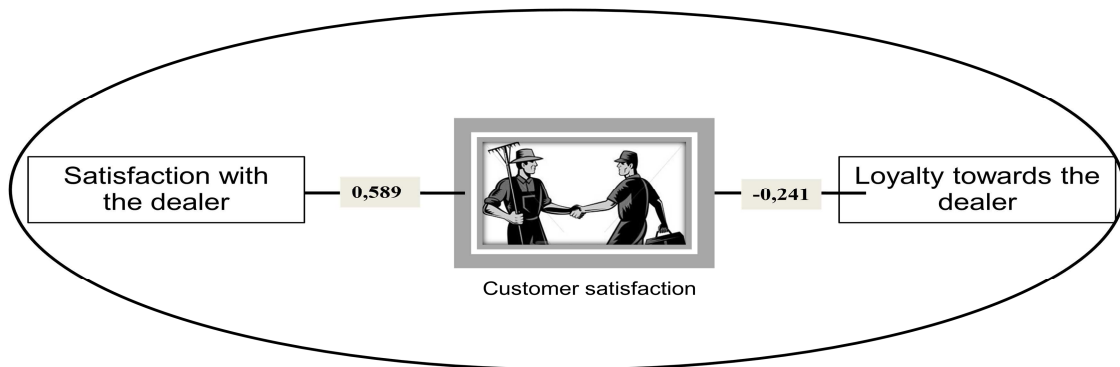 Satisfaction with
the dealer
0,589
Customer satisfaction
-0,241
Loyalty towards the
dealer